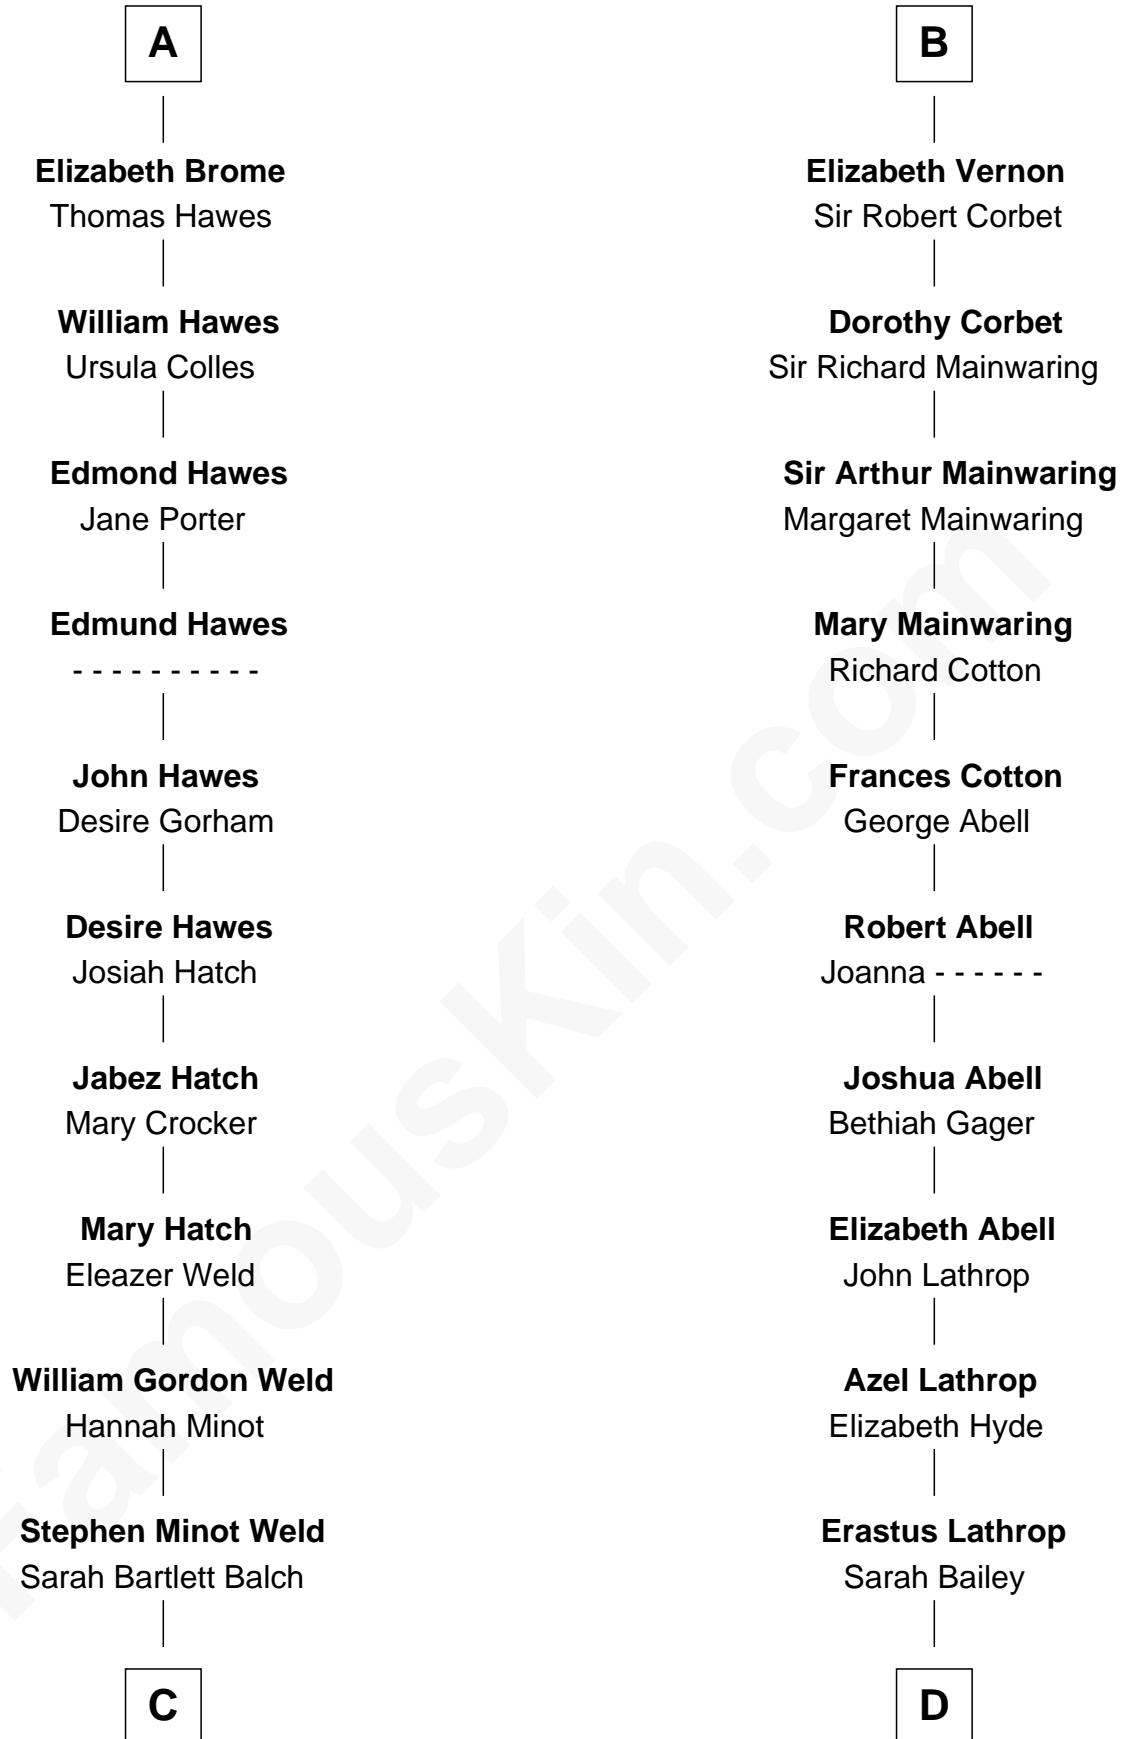 A
Elizabeth Brome
Thomas Hawes
William Hawes
Ursula Colles
Edmond Hawes
Jane Porter
Edmund Hawes
- - - - - - - - - -
John Hawes
Desire Gorham
Desire Hawes
Josiah Hatch
Jabez Hatch
Mary Crocker
Mary Hatch
Eleazer Weld
William Gordon Weld
Hannah Minot
Stephen Minot Weld
Sarah Bartlett Balch
C
B
Elizabeth Vernon
Sir Robert Corbet
Dorothy Corbet
Sir Richard Mainwaring
Sir Arthur Mainwaring
Margaret Mainwaring
Mary Mainwaring
Richard Cotton
Frances Cotton
George Abell
Robert Abell
Joanna - - - - - -
Joshua Abell
Bethiah Gager
Elizabeth Abell
John Lathrop
Azel Lathrop
Elizabeth Hyde
Erastus Lathrop
Sarah Bailey
D
FamousKin.com